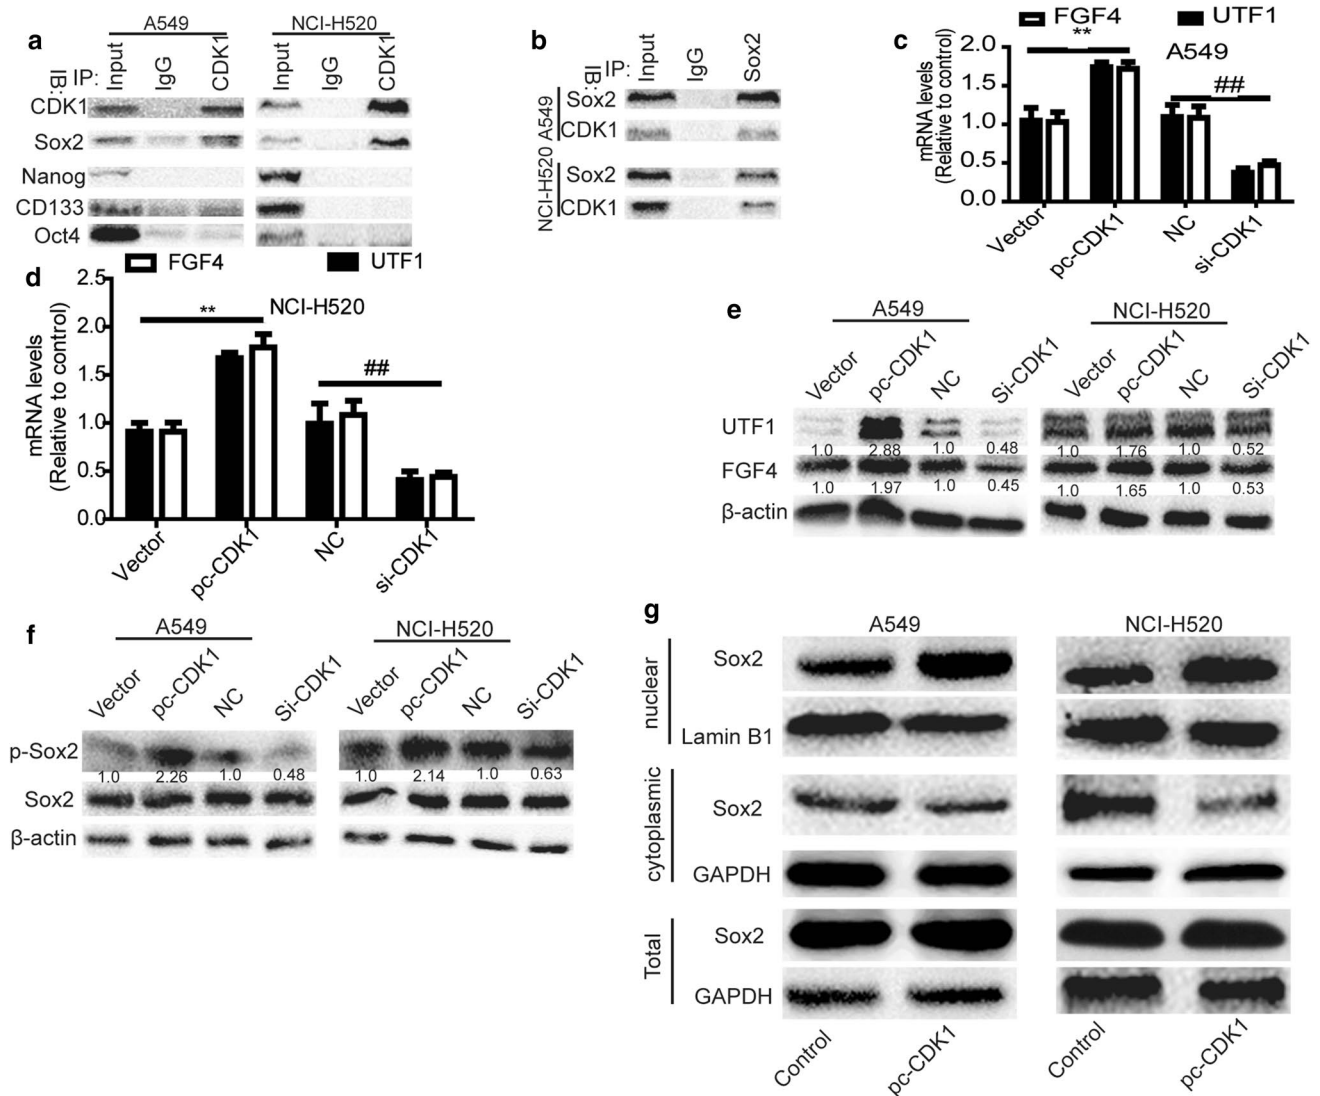 a
A549
NCI-H520
IB:
IP:
Input
IgG
CDK1
Input
IgG
CDK1
CDK1
Sox2
Nanog
CD133
Oct4
b
IB:
IP:
Input
IgG
Sox2
A549
Sox2
CDK1
NCI-H520
Sox2
CDK1
c
FGF4
UTF1
**
A549
##
mRNA levels
(Relative to control)
2.0
1.5
1.0
0.5
0.0
Vector
pc-CDK1
NC
si-CDK1
d
FGF4
UTF1
**
NCI-H520
##
mRNA levels
(Relative to control)
2.5
2.0
1.5
1.0
0.5
0.0
Vector
pc-CDK1
NC
si-CDK1
e
A549
NCI-H520
Vector
pc-CDK1
NC
Si-CDK1
Vector
pc-CDK1
NC
Si-CDK1
UTF1
1.0 2.88 1.0 0.48 1.0 1.76 1.0 0.52
FGF4
1.0 1.97 1.0 0.45 1.0 1.65 1.0 0.53
β-actin
f
A549
NCI-H520
Vector
pc-CDK1
NC
Si-CDK1
Vector
pc-CDK1
NC
Si-CDK1
p-Sox2
1.0 2.26 1.0 0.48 1.0 2.14 1.0 0.63
Sox2
β-actin
g
A549
NCI-H520
nuclear
Sox2
Lamin B1
cytoplasmic
Sox2
GAPDH
Total
Sox2
GAPDH
Control
pc-CDK1
Control
pc-CDK1